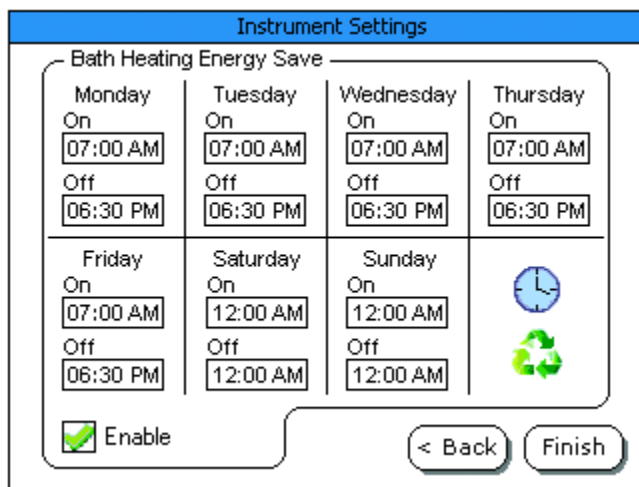 Instrument Settings
Bath Heating Energy Save
Monday Tuesday Wednesday Thursday
On On On On
07:00 AM 07:00 AM 07:00 AM 07:00 AM
Off Off Off Off
06:30 PM 06:30 PM 06:30 PM 06:30 PM
Friday Saturday Sunday
On On On
07:00 AM 12:00 AM 12:00 AM
Off Off Off
06:30 PM 12:00 AM 12:00 AM
Enable
< Back Finish